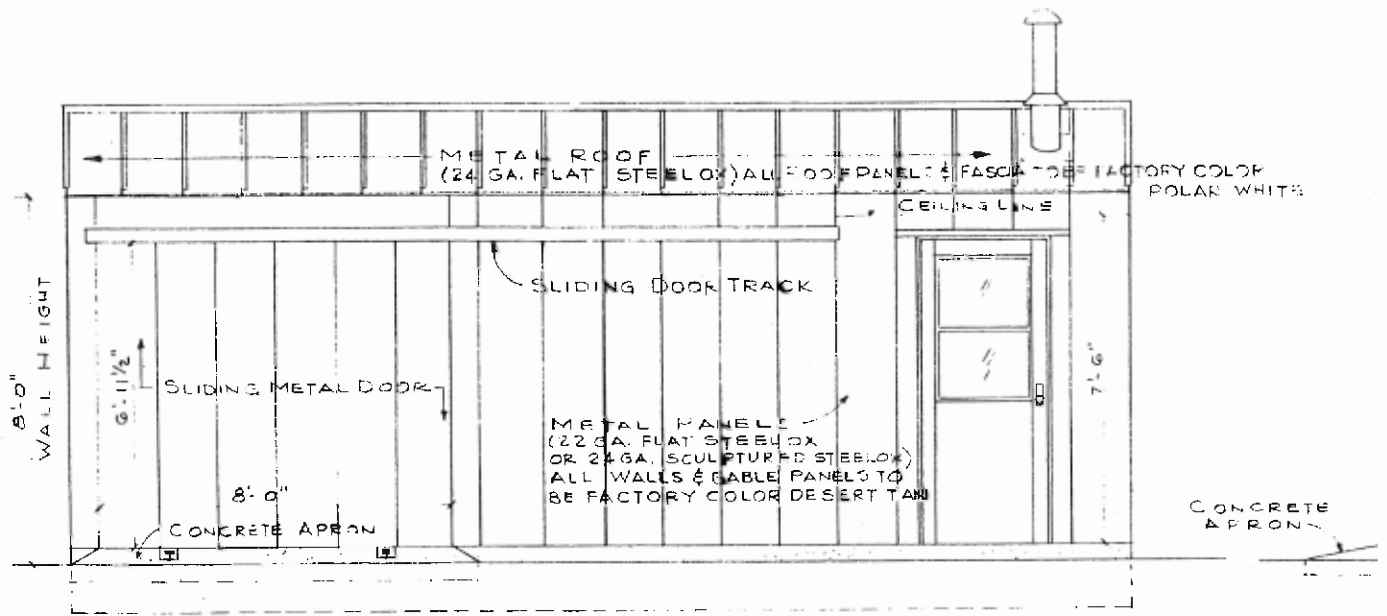 METAL ROOF
(24 GA. FLAT STEELOX) ALL ROOF PANELS & FASCIA TO BE FACTORY COLOR
POLAR WHITE
CEILING LINE
SLIDING DOOR TRACK
8'-0"
WALL HEIGHT
6'-11 1/2"
SLIDING METAL DOOR
7'-6"
METAL PANELS
(22 GA. FLAT STEELOX
OR 24 GA. SCULPTURED STEELOX)
ALL WALLS & GABLE PANELS TO
BE FACTORY COLOR DESERT TAN
8'-0"
CONCRETE APRON
CONCRETE
APRON